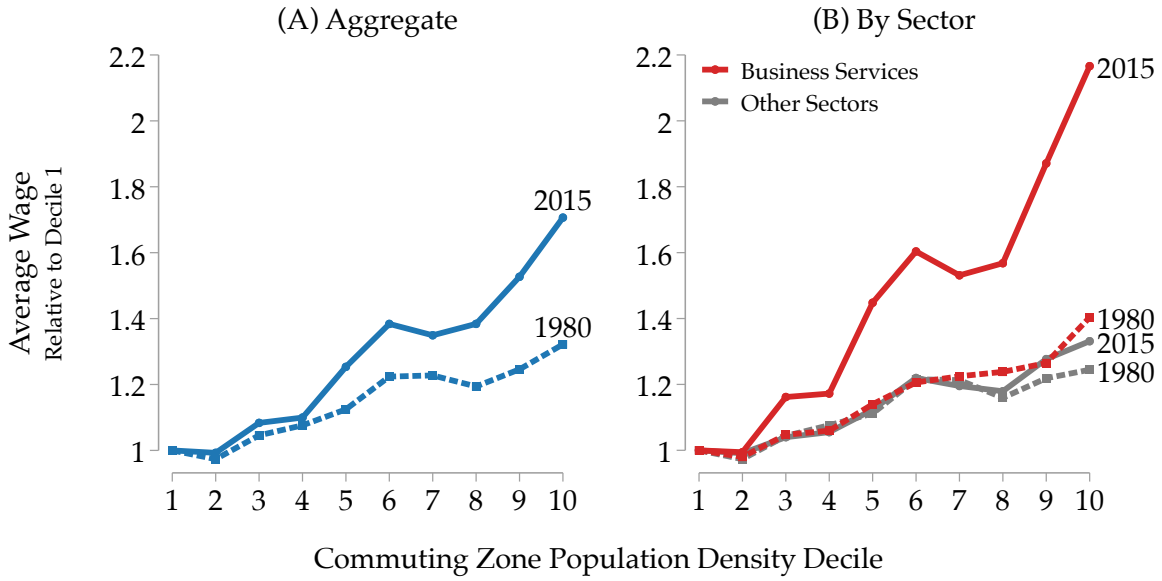 (A) Aggregate
(B) By Sector
Average Wage
Relative to Decile 1
2.2
2
1.8
1.6
1.4
1.2
1
2015
1980
1 2 3 4 5 6 7 8 9 10
2.2
2
1.8
1.6
1.4
1.2
1
Business Services
Other Sectors
2015
1980
2015
1980
1 2 3 4 5 6 7 8 9 10
Commuting Zone Population Density Decile